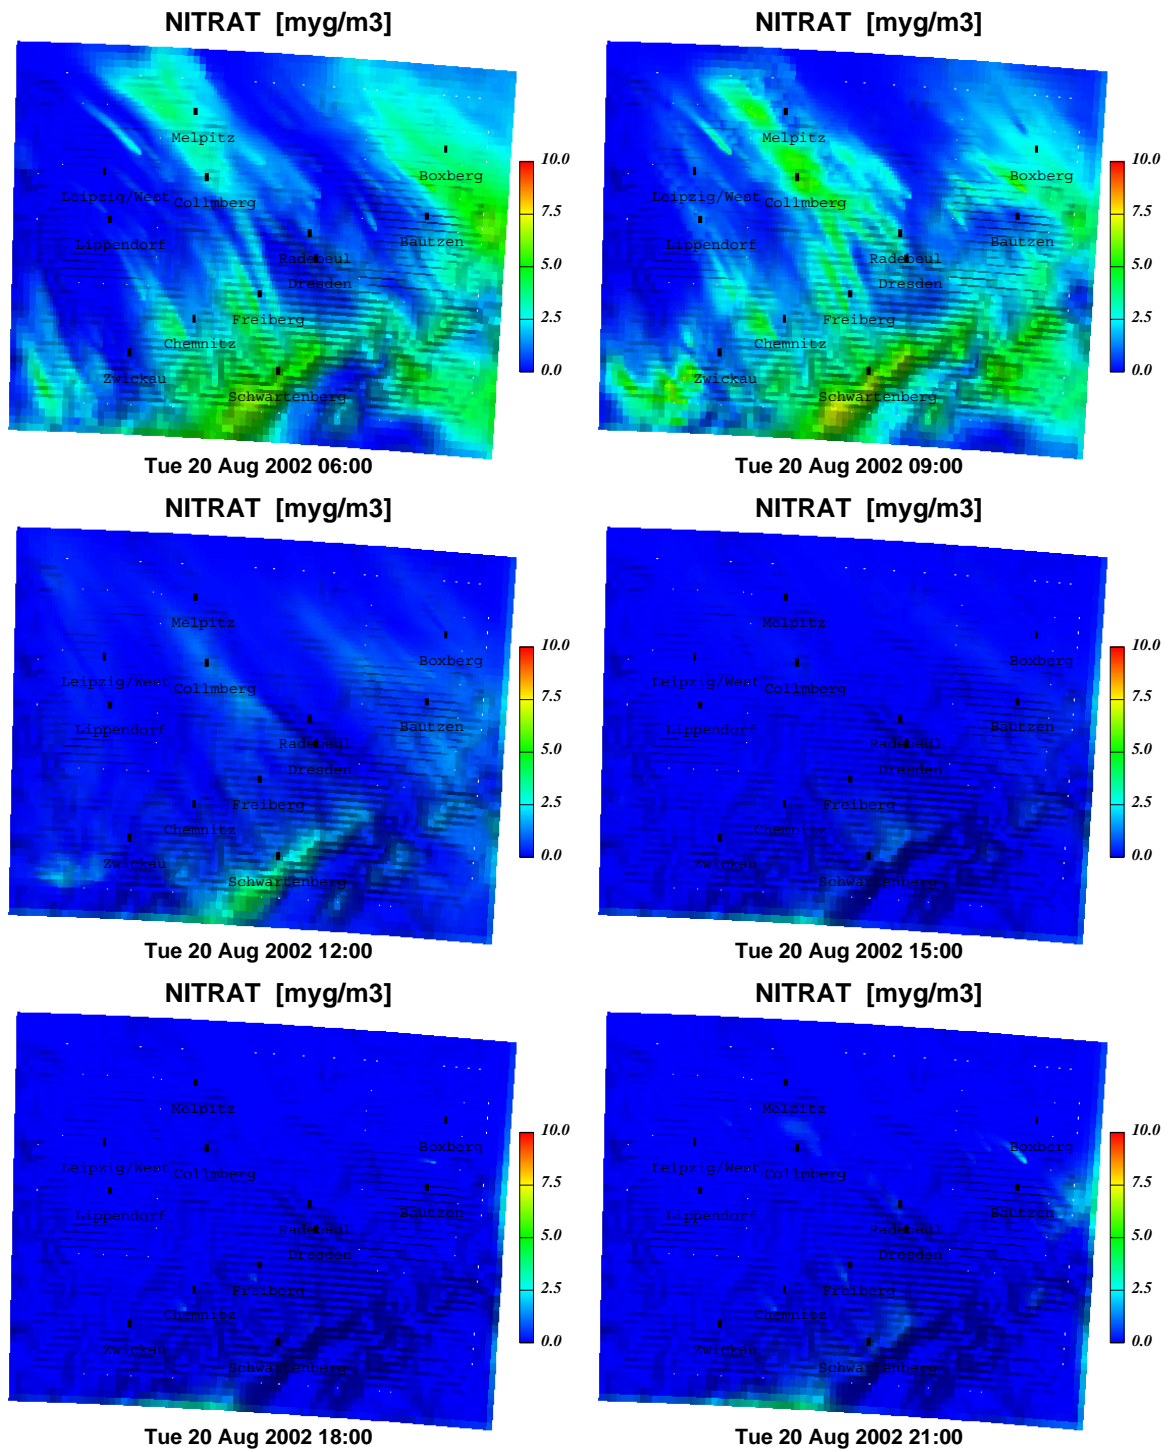 NITRAT [myg/m3]
NITRAT [myg/m3]
Melpitz
Leipzig/West
Collmberg
Boxberg
Lippendorf
Bautzen
Radebeul
Dresden
Freiberg
Chemnitz
Zwickau
Schwartenberg
10.0
7.5
5.0
2.5
0.0
Melpitz
Leipzig/West
Collmberg
Boxberg
Lippendorf
Bautzen
Radebeul
Dresden
Freiberg
Chemnitz
Zwickau
Schwartenberg
10.0
7.5
5.0
2.5
0.0
Tue 20 Aug 2002 06:00
Tue 20 Aug 2002 09:00
NITRAT [myg/m3]
NITRAT [myg/m3]
Melpitz
Leipzig/West
Collmberg
Boxberg
Lippendorf
Bautzen
Radebeul
Dresden
Freiberg
Chemnitz
Zwickau
Schwartenberg
10.0
7.5
5.0
2.5
0.0
Melpitz
Leipzig/West
Collmberg
Boxberg
Lippendorf
Bautzen
Radebeul
Dresden
Freiberg
Chemnitz
Zwickau
Schwartenberg
10.0
7.5
5.0
2.5
0.0
Tue 20 Aug 2002 12:00
Tue 20 Aug 2002 15:00
NITRAT [myg/m3]
NITRAT [myg/m3]
Melpitz
Leipzig/West
Collmberg
Boxberg
Lippendorf
Bautzen
Radebeul
Dresden
Freiberg
Chemnitz
Zwickau
Schwartenberg
10.0
7.5
5.0
2.5
0.0
Melpitz
Leipzig/West
Collmberg
Boxberg
Lippendorf
Bautzen
Radebeul
Dresden
Freiberg
Chemnitz
Zwickau
Schwartenberg
10.0
7.5
5.0
2.5
0.0
Tue 20 Aug 2002 18:00
Tue 20 Aug 2002 21:00